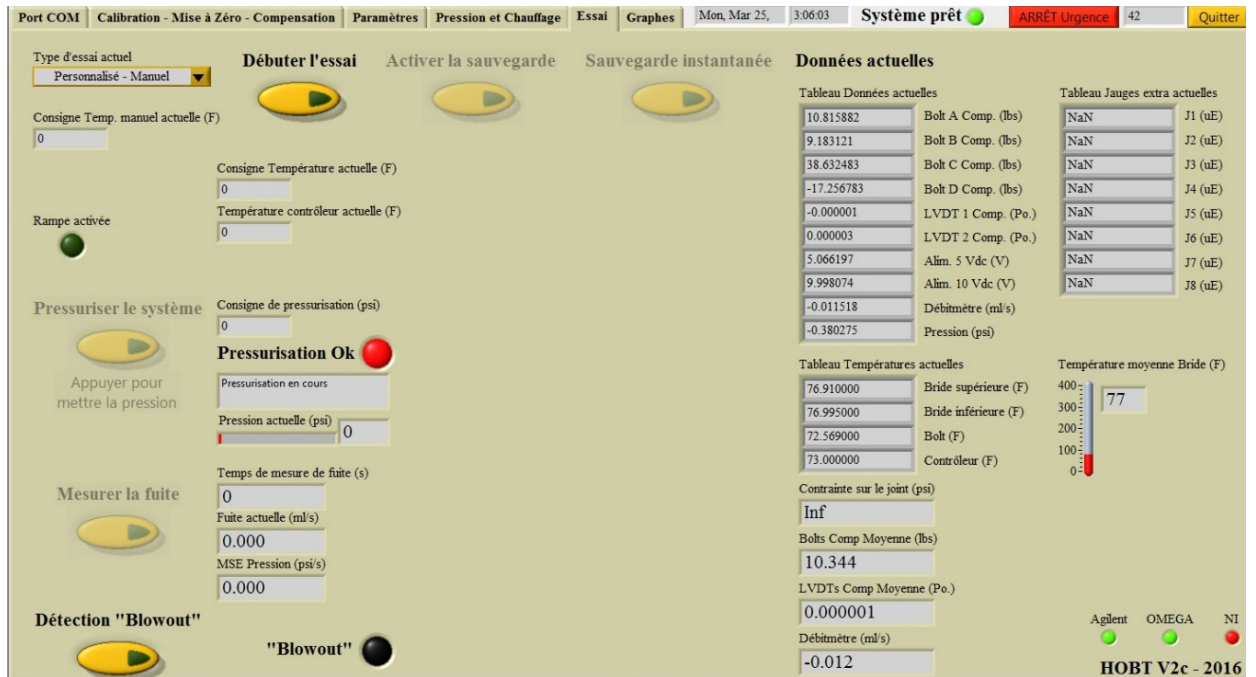 Port COM Calibration - Mise à Zéro - Compensation Paramètres Pression et Chauffage Essai Graphes Mon, Mar 25, 3:06:03 Système prêt ARRÊT Urgence 42 Quitter
Type d'essai actuel
Personnalisé - Manuel
Consigne Temp. manuel actuelle (F)
0
Débuter l'essai Activer la sauvegarde Sauvegarde instantanée
Consigne Température actuelle (F)
0
Température contrôleur actuelle (F)
0
Rampe activée
Pressuriser le système
Appuyer pour
mettre la pression
Consigne de pressurisation (psi)
0
Pressurisation Ok
Pressurisation en cours
Pression actuelle (psi)
0
Mesurer la fuite
Temps de mesure de fuite (s)
0
Fuite actuelle (ml/s)
0.000
MSE Pression (psi/s)
0.000
Détection "Blowout"
"Blowout"
Données actuelles
Tableau Données actuelles
10.815882 Bolt A Comp. (lbs)
9.183121 Bolt B Comp. (lbs)
38.632483 Bolt C Comp. (lbs)
-17.256783 Bolt D Comp. (lbs)
-0.000001 LVDT 1 Comp. (Po.)
0.000003 LVDT 2 Comp. (Po.)
5.066197 Alim. 5 Vdc (V)
9.998074 Alim. 10 Vdc (V)
-0.011518 Débitmètre (ml/s)
-0.380275 Pression (psi)
Tableau Jauges extra actuelles
NaN J1 (uE)
NaN J2 (uE)
NaN J3 (uE)
NaN J4 (uE)
NaN J5 (uE)
NaN J6 (uE)
NaN J7 (uE)
NaN J8 (uE)
Tableau Températures actuelles
76.910000 Bride supérieure (F)
76.995000 Bride inférieure (F)
72.569000 Bolt (F)
73.000000 Contrôleur (F)
Température moyenne Bride (F)
400
300
200
100
0
77
Contrainte sur le joint (psi)
Inf
Bolts Comp Moyenne (lbs)
10.344
LVDTs Comp Moyenne (Po.)
0.000001
Débitmètre (ml/s)
-0.012
Agilent OMEGA NI
HOBT V2c - 2016